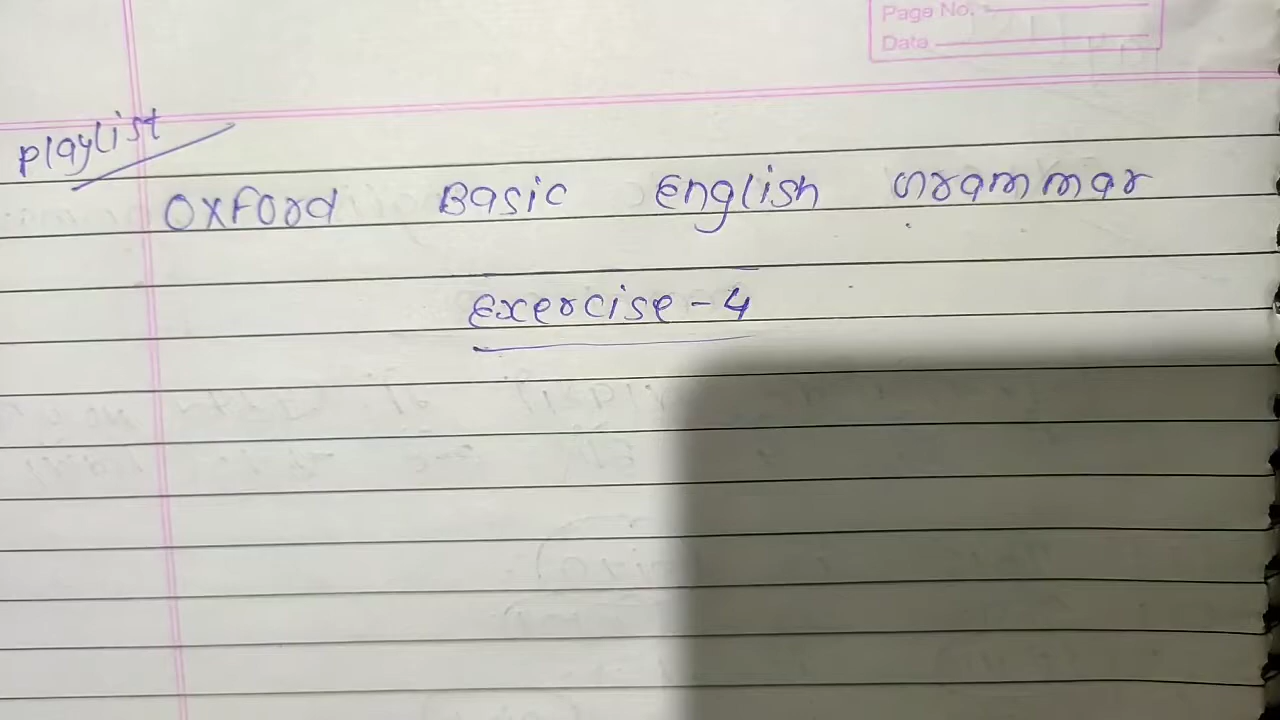 Page No.
Date
Playlist
Oxford Basic English Grammar
Exercise-4